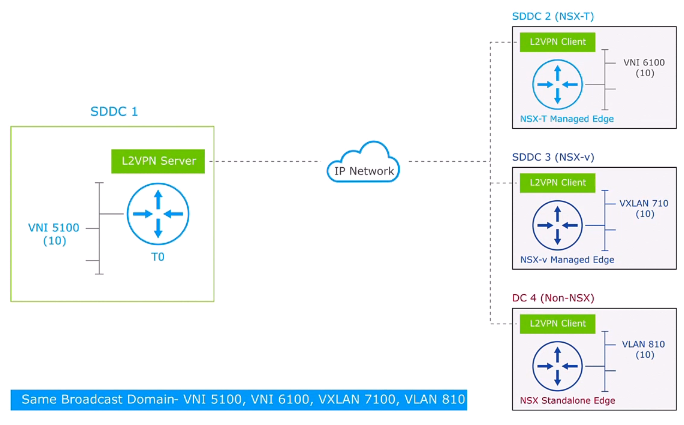 SDDC 1
L2VPN Server
VNI 5100
(10)
T0
IP Network
SDDC 2 (NSX-T)
L2VPN Client
VNI 6100
(10)
NSX-T Managed Edge
SDDC 3 (NSX-v)
L2VPN Client
VXLAN 710
(10)
NSX-v Managed Edge
DC 4 (Non-NSX)
L2VPN Client
VLAN 810
(10)
NSX Standalone Edge
Same Broadcast Domain- VNI 5100, VNI 6100, VXLAN 7100, VLAN 810